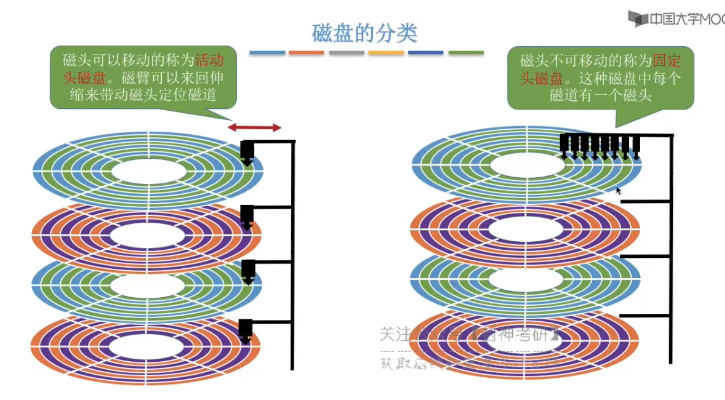 中国大学MOO
磁盘的分类
磁头可以移动的称为活动
头磁盘。磁臂可以来回伸
缩来带动磁头定位磁道
磁头不可移动的称为固定
头磁盘。这种磁盘中每个
磁道有一个磁头
关注
神考研】
获取